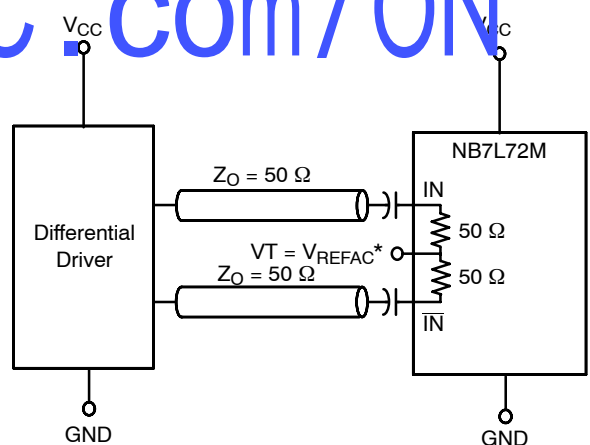 C.com/ON
VCC
VCC
NB7L72M
Differential
Driver
ZO = 50 Ω
IN
50 Ω
VT = VREFAC*
ZO = 50 Ω
50 Ω
IN
GND
GND